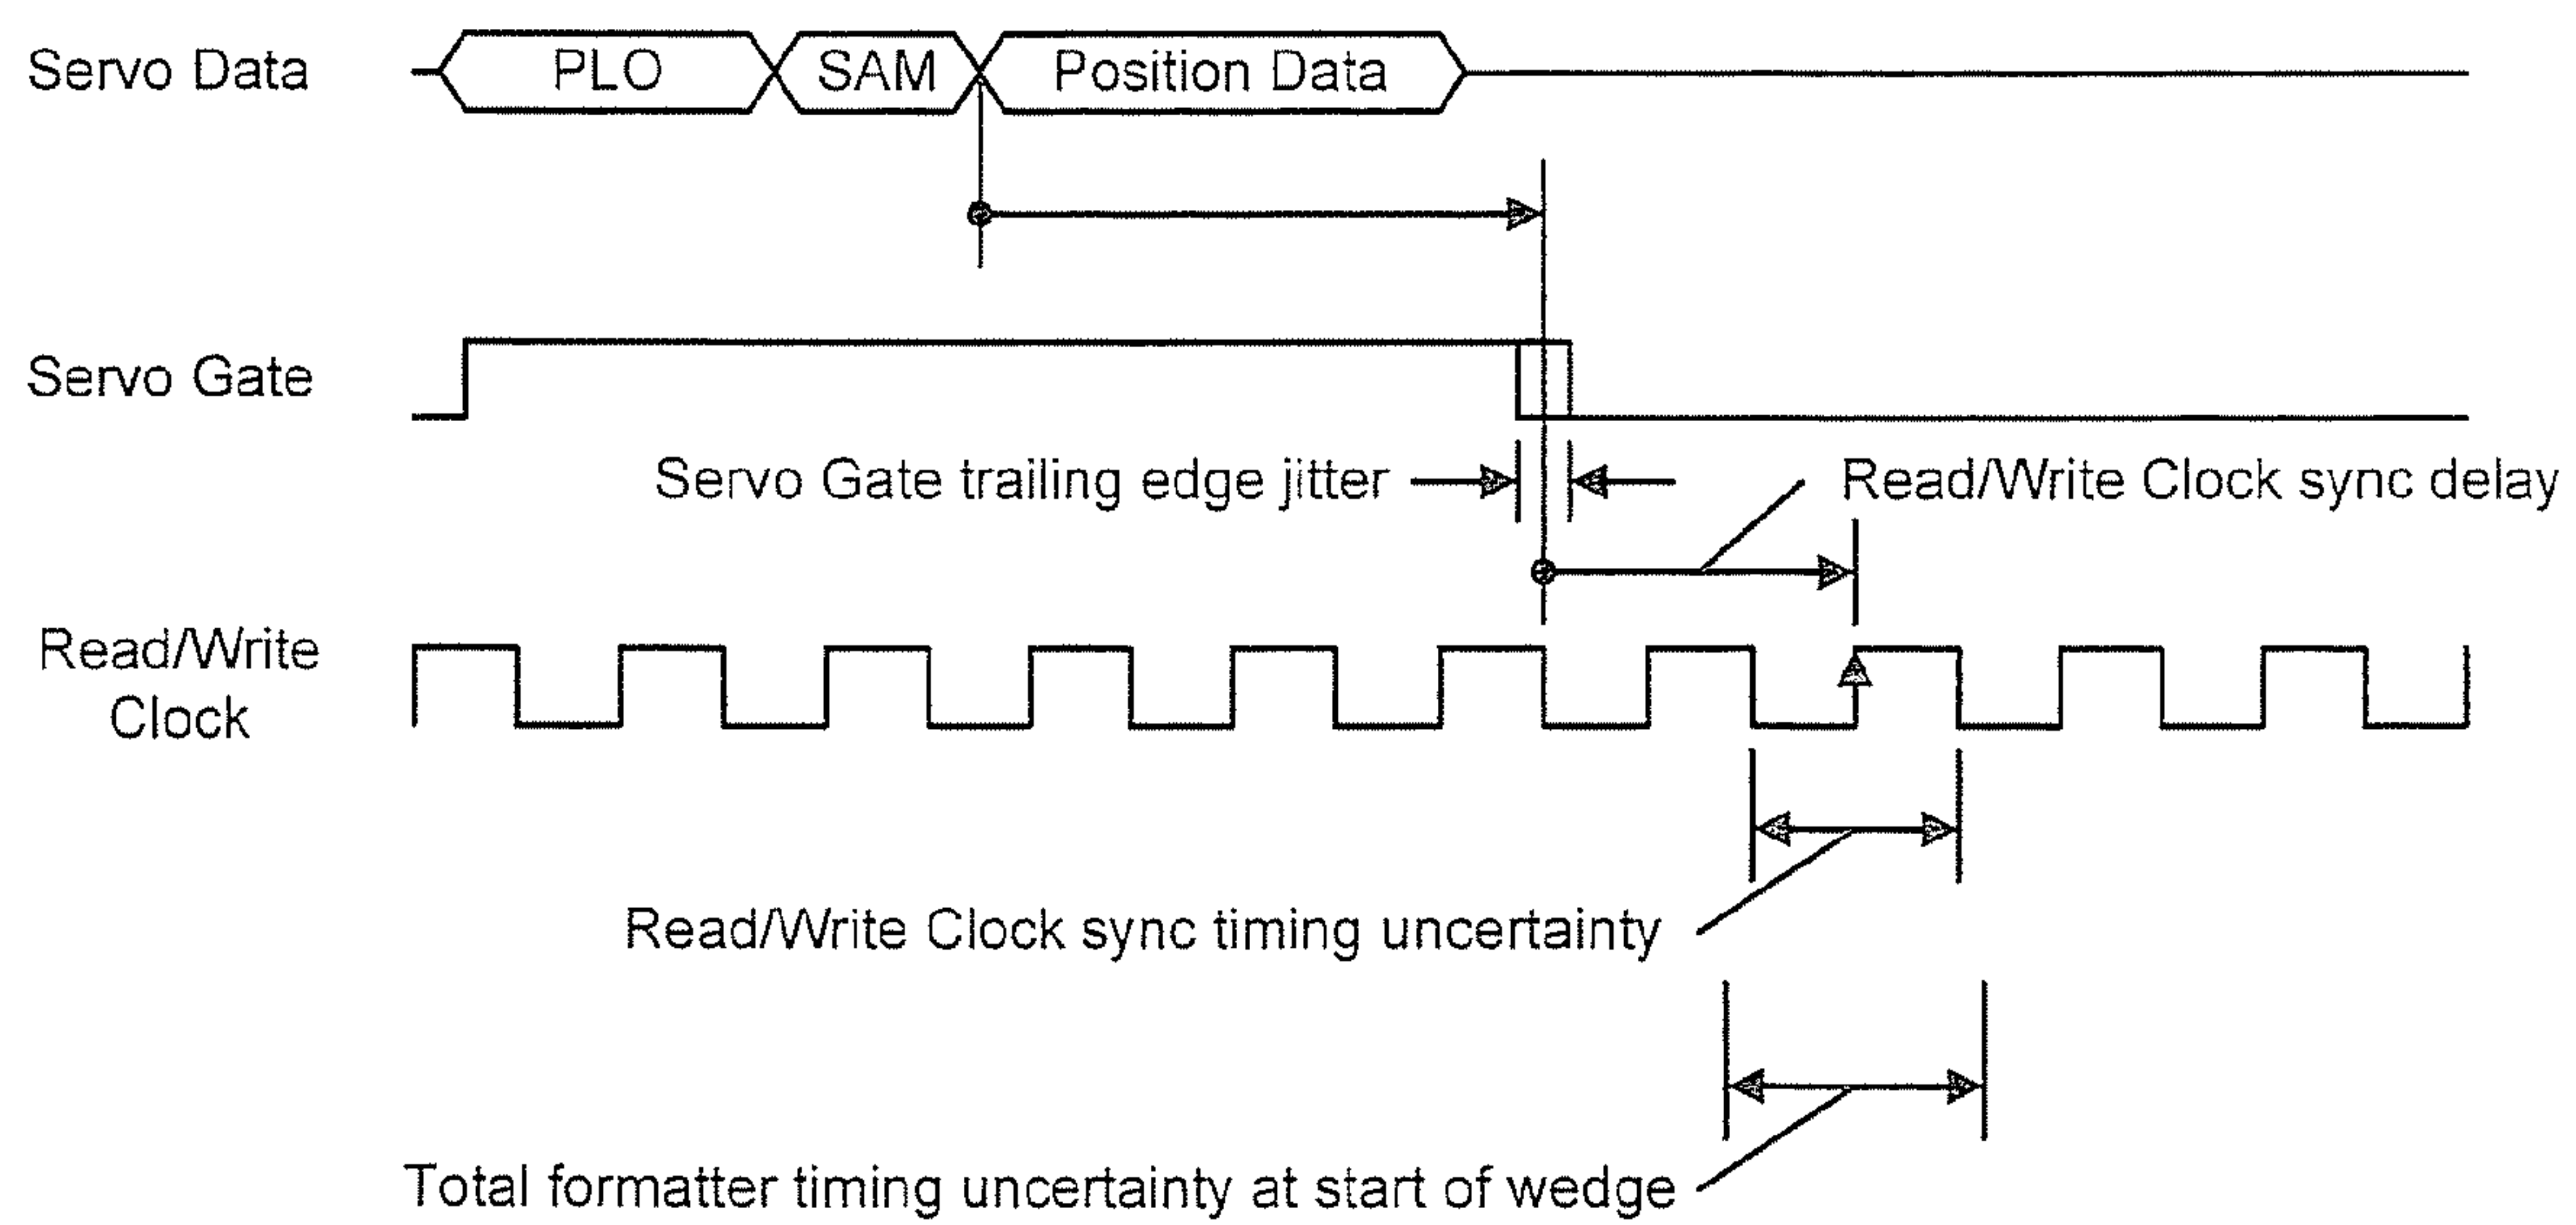 Servo Data
PLO
SAM
Position Data
Servo Gate
Servo Gate trailing edge jitter
Read/Write Clock sync delay
Read/Write
Clock
Read/Write Clock sync timing uncertainty
Total formatter timing uncertainty at start of wedge